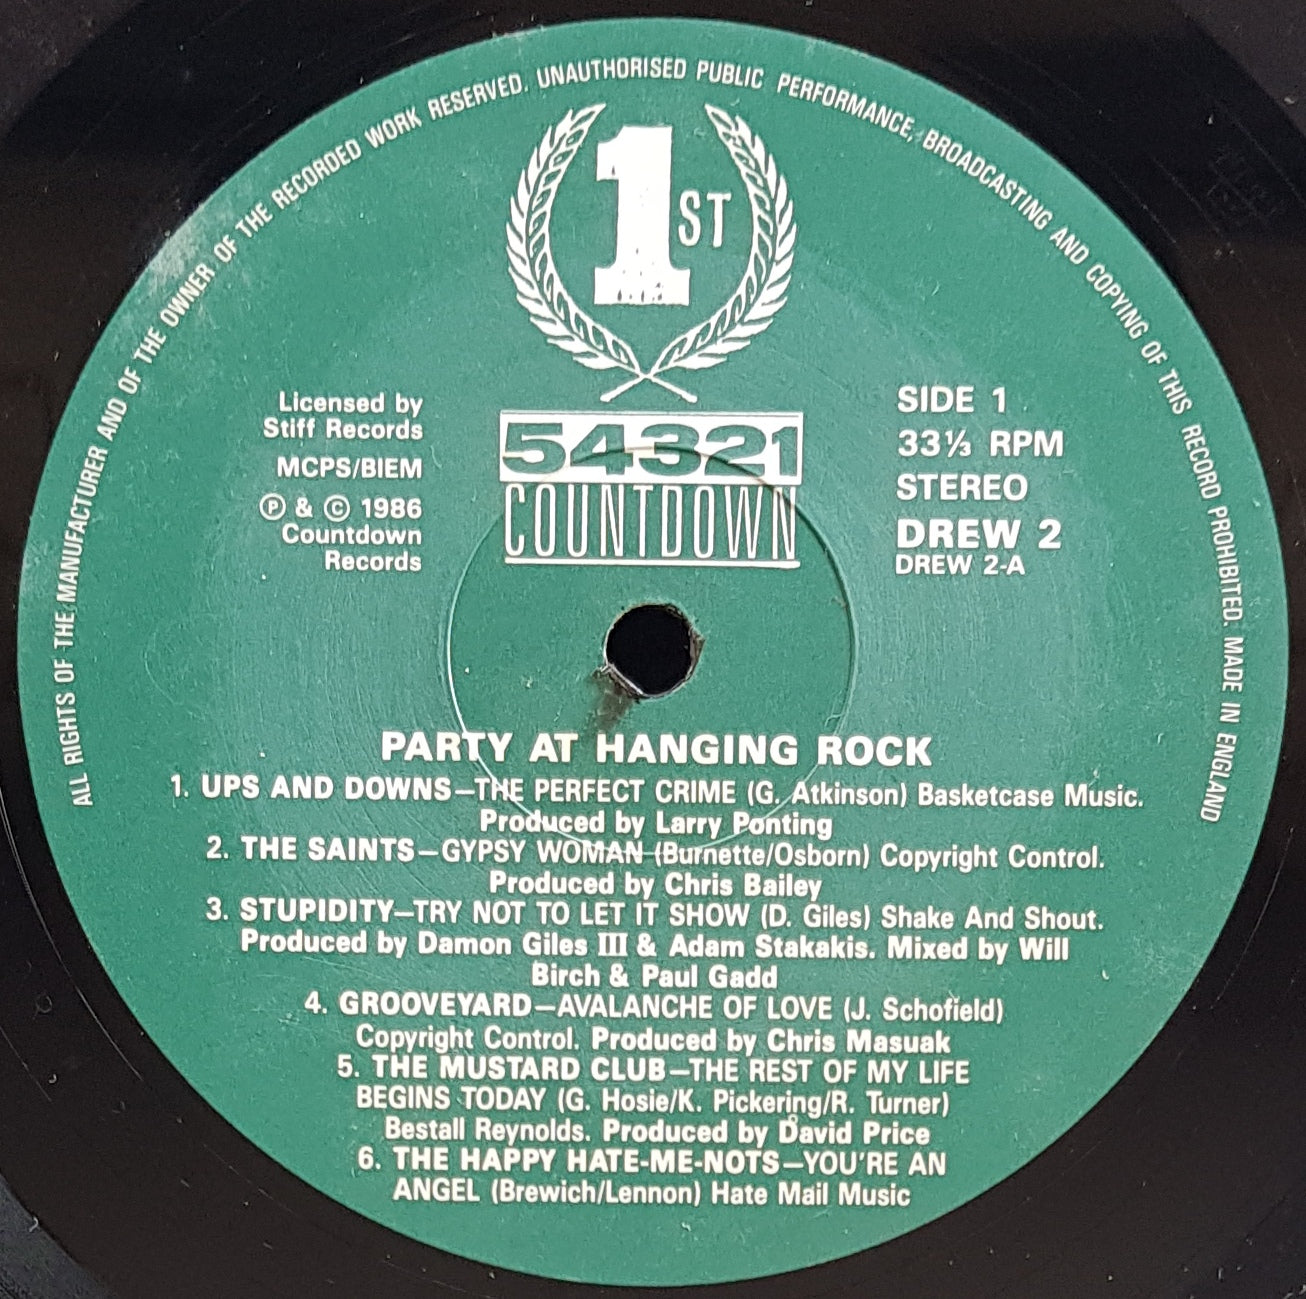 ALL RIGHTS OF THE MANUFACTURER AND OF THE OWNER OF THE RECORDED WORK RESERVED. UNAUTHORISED PUBLIC PERFORMANCE, BROADCASTING AND COPYING OF THIS RECORD PROHIBITED. MADE IN ENGLAND
1ST
54321
COUNTDOWN
Licensed by
Stiff Records
MCPS/BIEM
Ⓟ & © 1986
Countdown
Records
SIDE 1
33⅓ RPM
STEREO
DREW 2
DREW 2-A
PARTY AT HANGING ROCK
1. UPS AND DOWNS—THE PERFECT CRIME (G. Atkinson) Basketcase Music.
Produced by Larry Ponting
2. THE SAINTS—GYPSY WOMAN (Burnette/Osborn) Copyright Control.
Produced by Chris Bailey
3. STUPIDITY—TRY NOT TO LET IT SHOW (D. Giles) Shake And Shout.
Produced by Damon Giles III & Adam Stakakis. Mixed by Will
Birch & Paul Gadd
4. GROOVEYARD—AVALANCHE OF LOVE (J. Schofield)
Copyright Control. Produced by Chris Masuak
5. THE MUSTARD CLUB—THE REST OF MY LIFE
BEGINS TODAY (G. Hosie/K. Pickering/R. Turner)
Bestall Reynolds. Produced by David Price
6. THE HAPPY HATE-ME-NOTS—YOU'RE AN
ANGEL (Brewich/Lennon) Hate Mail Music